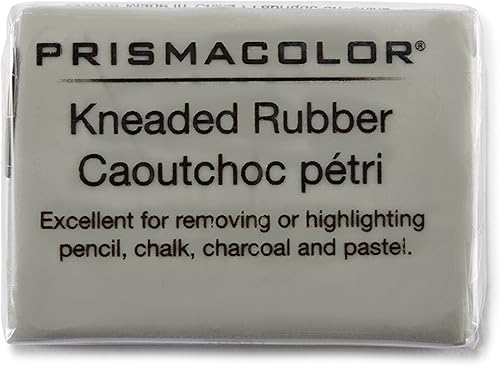 PRISMACOLOR®
Kneaded Rubber
Caoutchoc pétri
Excellent for removing or highlighting
pencil, chalk, charcoal and pastel.